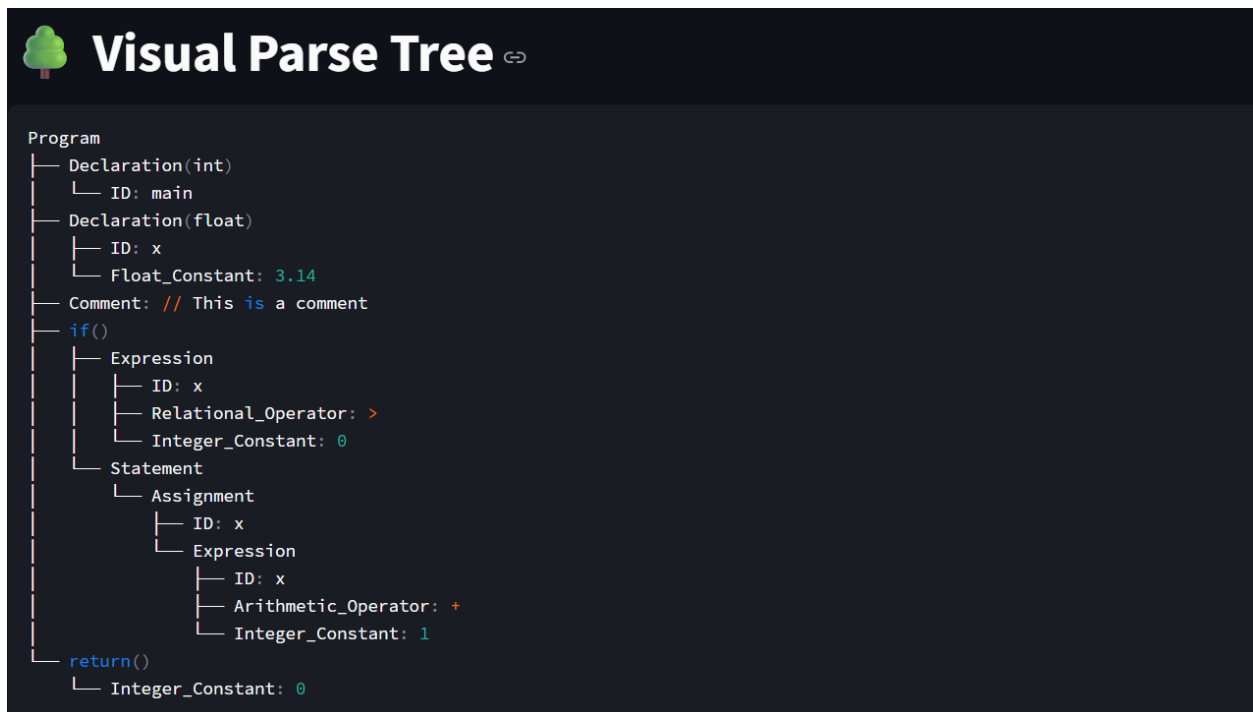 Visual Parse Tree
Program
├── Declaration(int)
│   └── ID: main
├── Declaration(float)
│   ├── ID: x
│   └── Float_Constant: 3.14
├── Comment: // This is a comment
├── if()
│   ├── Expression
│   │   ├── ID: x
│   │   ├── Relational_Operator: >
│   │   └── Integer_Constant: 0
│   └── Statement
│       └── Assignment
│           ├── ID: x
│           └── Expression
│               ├── ID: x
│               ├── Arithmetic_Operator: +
│               └── Integer_Constant: 1
└── return()
    └── Integer_Constant: 0